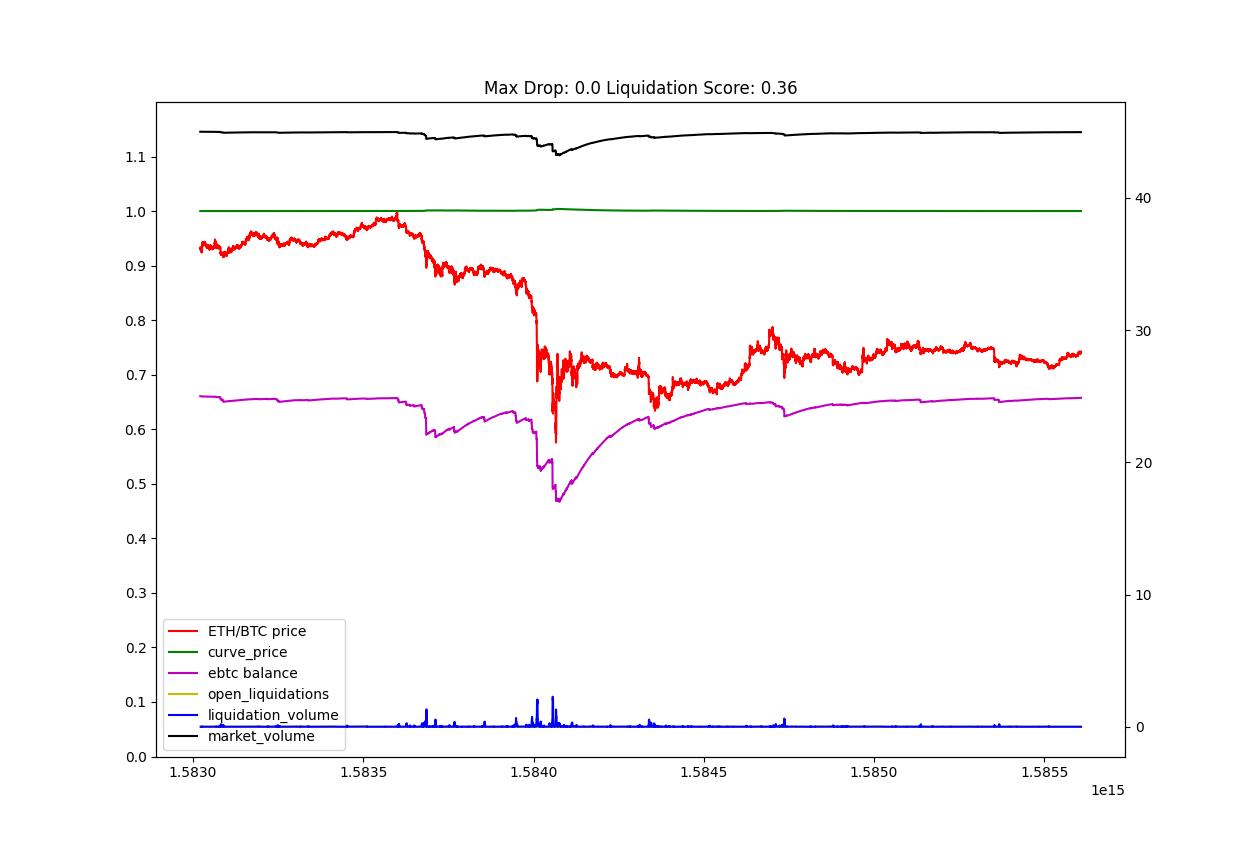 Max Drop: 0.0 Liquidation Score: 0.36
1.1
1.0
0.9
0.8
0.7
0.6
0.5
0.4
0.3
0.2
0.1
0.0
40
30
20
10
0
ETH/BTC price
curve_price
ebtc balance
open_liquidations
liquidation_volume
market_volume
1.5830 1.5835 1.5840 1.5845 1.5850 1.5855
1e15